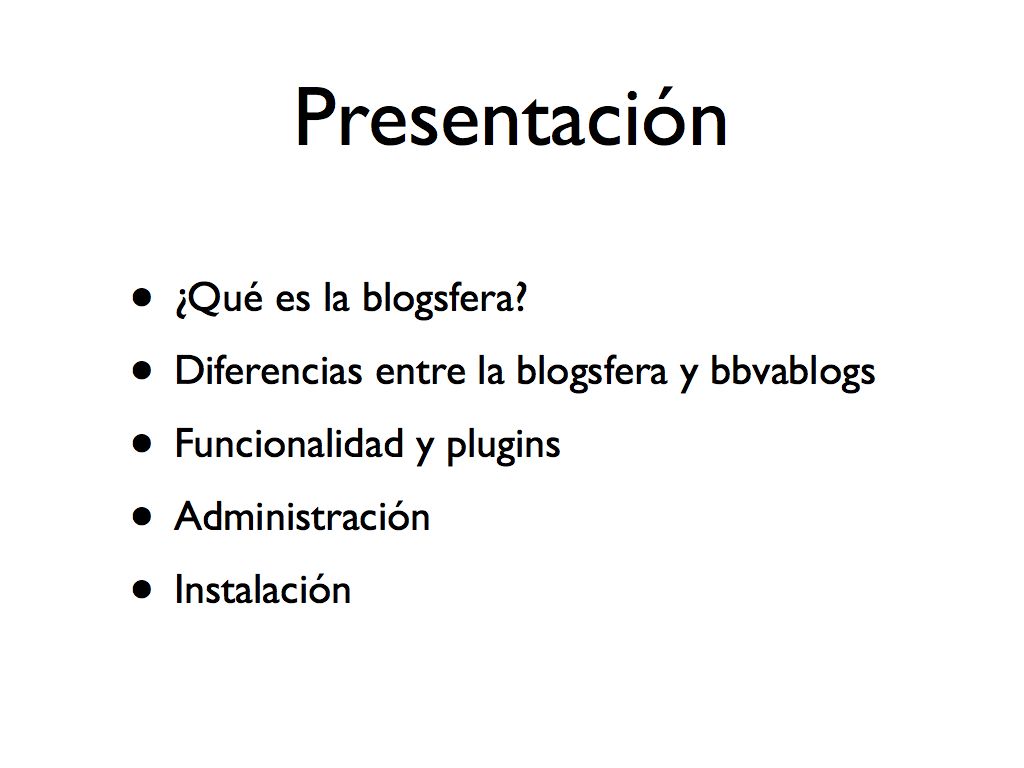 Presentación
• ¿Qué es la blogsfera?
• Diferencias entre la blogsfera y bbvablogs
• Funcionalidad y plugins
• Administración
• Instalación